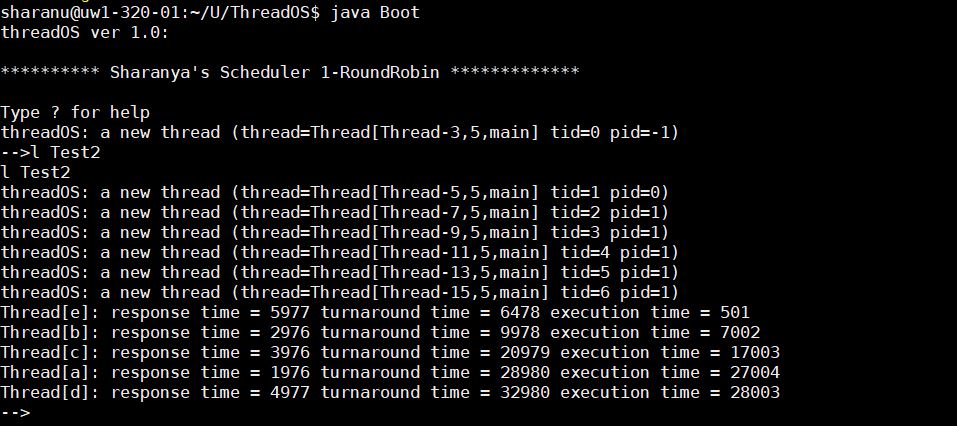 sharanu@uw1-320-01:~/U/ThreadOS$ java Boot
threadOS ver 1.0:
********** Sharanya's Scheduler 1-RoundRobin *************
Type ? for help
threadOS: a new thread (thread=Thread[Thread-3,5,main] tid=0 pid=-1)
-->l Test2
l Test2
threadOS: a new thread (thread=Thread[Thread-5,5,main] tid=1 pid=0)
threadOS: a new thread (thread=Thread[Thread-7,5,main] tid=2 pid=1)
threadOS: a new thread (thread=Thread[Thread-9,5,main] tid=3 pid=1)
threadOS: a new thread (thread=Thread[Thread-11,5,main] tid=4 pid=1)
threadOS: a new thread (thread=Thread[Thread-13,5,main] tid=5 pid=1)
threadOS: a new thread (thread=Thread[Thread-15,5,main] tid=6 pid=1)
Thread[e]: response time = 5977 turnaround time = 6478 execution time = 501
Thread[b]: response time = 2976 turnaround time = 9978 execution time = 7002
Thread[c]: response time = 3976 turnaround time = 20979 execution time = 17003
Thread[a]: response time = 1976 turnaround time = 28980 execution time = 27004
Thread[d]: response time = 4977 turnaround time = 32980 execution time = 28003
-->